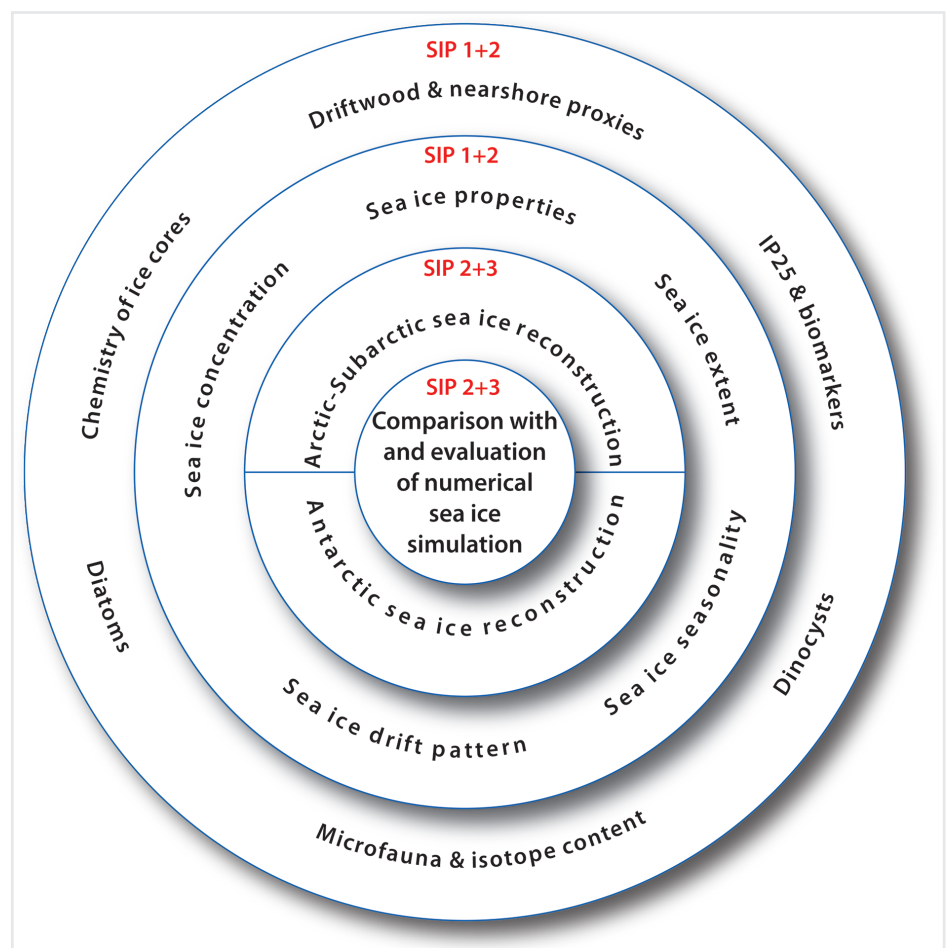 SIP 1+2
Driftwood & nearshore proxies
IP25 & biomarkers
Dinocysts
Microfauna & isotope content
Diatoms
Chemistry of ice cores
SIP 1+2
Sea ice properties
Sea ice extent
Sea ice seasonality
Sea ice drift pattern
Sea ice concentration
SIP 2+3
Arctic-Subarctic sea ice reconstruction
Antarctic sea ice reconstruction
SIP 2+3
Comparison with
and evaluation
of numerical
sea ice
simulation